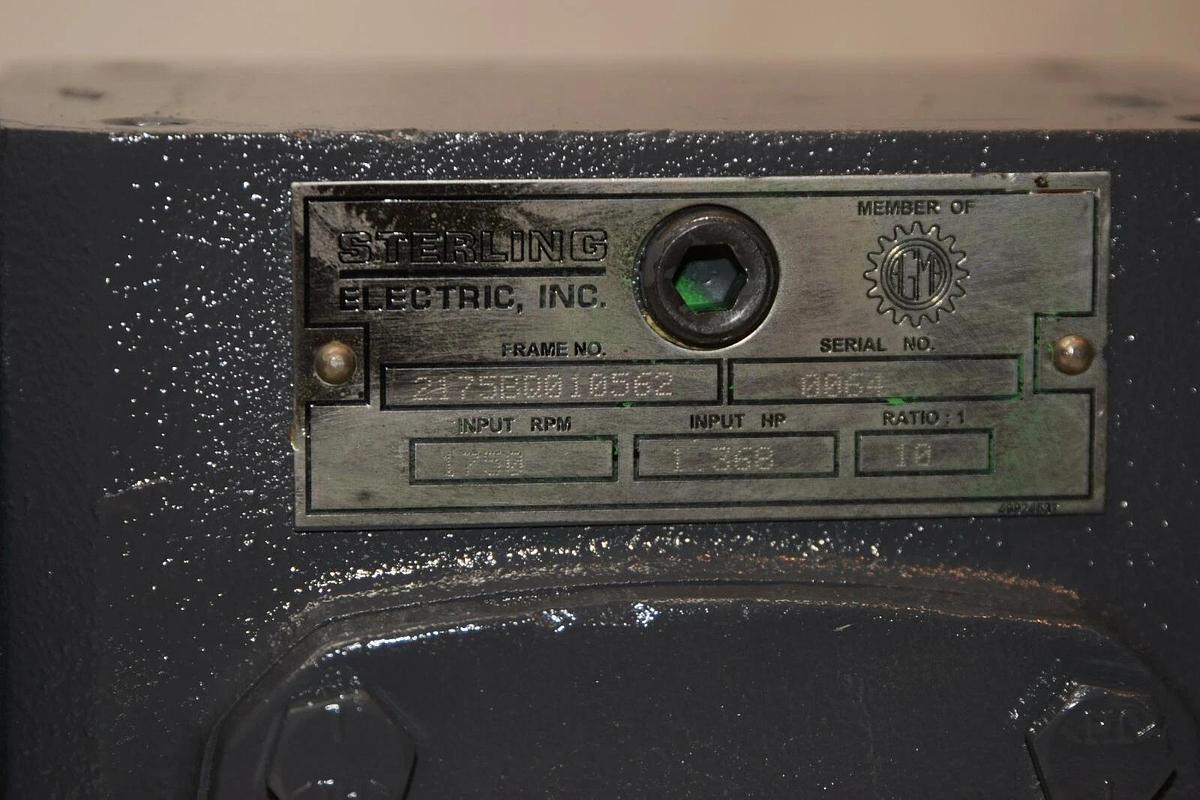 MEMBER OF
STERLING
ELECTRIC, INC.
AGMA
FRAME NO. SERIAL NO.
2175BQ010562 0064
INPUT RPM INPUT HP RATIO : 1
1750 1.368 10